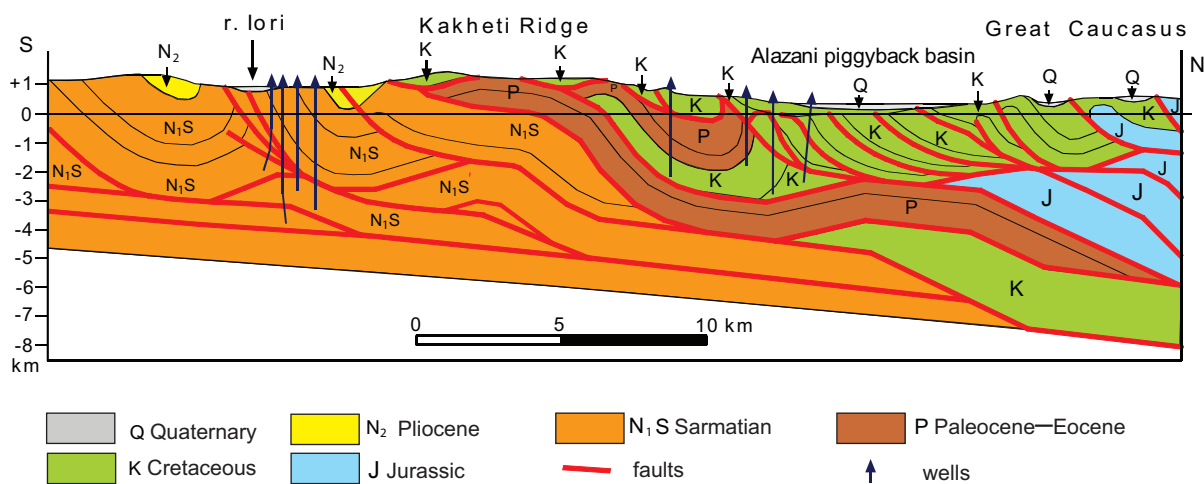 r. Iori
Kakheti Ridge
Great Caucasus
Alazani piggyback basin
S
N
N₂
N₂
K
K
K
K
Q
K
Q
Q
+1
0
-1
-2
-3
-4
-5
-6
-7
-8
km
P
P
K
K
J
N₁S
N₁S
N₁S
P
K
K
J
N₁S
N₁S
N₁S
K
K
J
N₁S
P
J
J
K
0 5 10 km
Q Quaternary
N₂ Pliocene
N₁S Sarmatian
P Paleocene—Eocene
K Cretaceous
J Jurassic
faults
wells